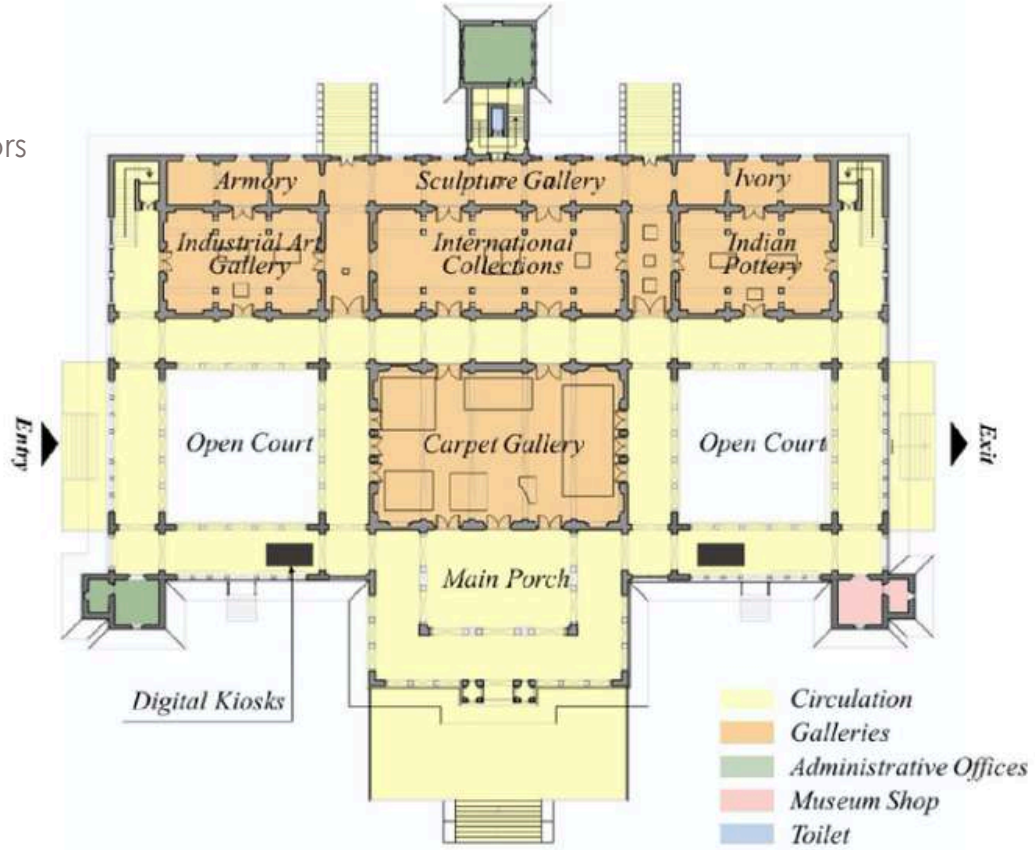 ors
Armory
Sculpture Gallery
Ivory
Industrial Art
Gallery
International
Collections
Indian
Pottery
Entry
Open Court
Carpet Gallery
Open Court
Exit
Main Porch
Digital Kiosks
Circulation
Galleries
Administrative Offices
Museum Shop
Toilet